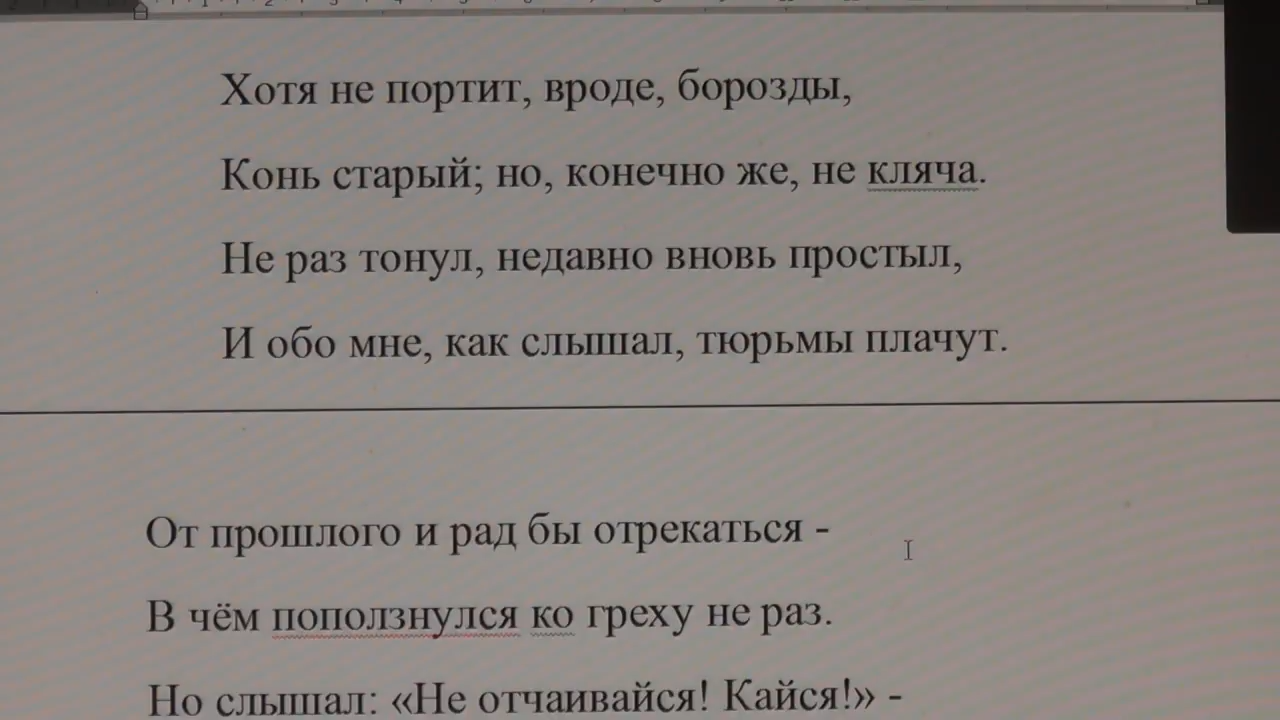 Хотя не портит, вроде, борозды,
Конь старый; но, конечно же, не кляча.
Не раз тонул, недавно вновь простыл,
И обо мне, как слышал, тюрьмы плачут.
От прошлого и рад бы отрекаться -
В чём поползнулся ко греху не раз.
Но слышал: «Не отчаивайся! Кайся!» -